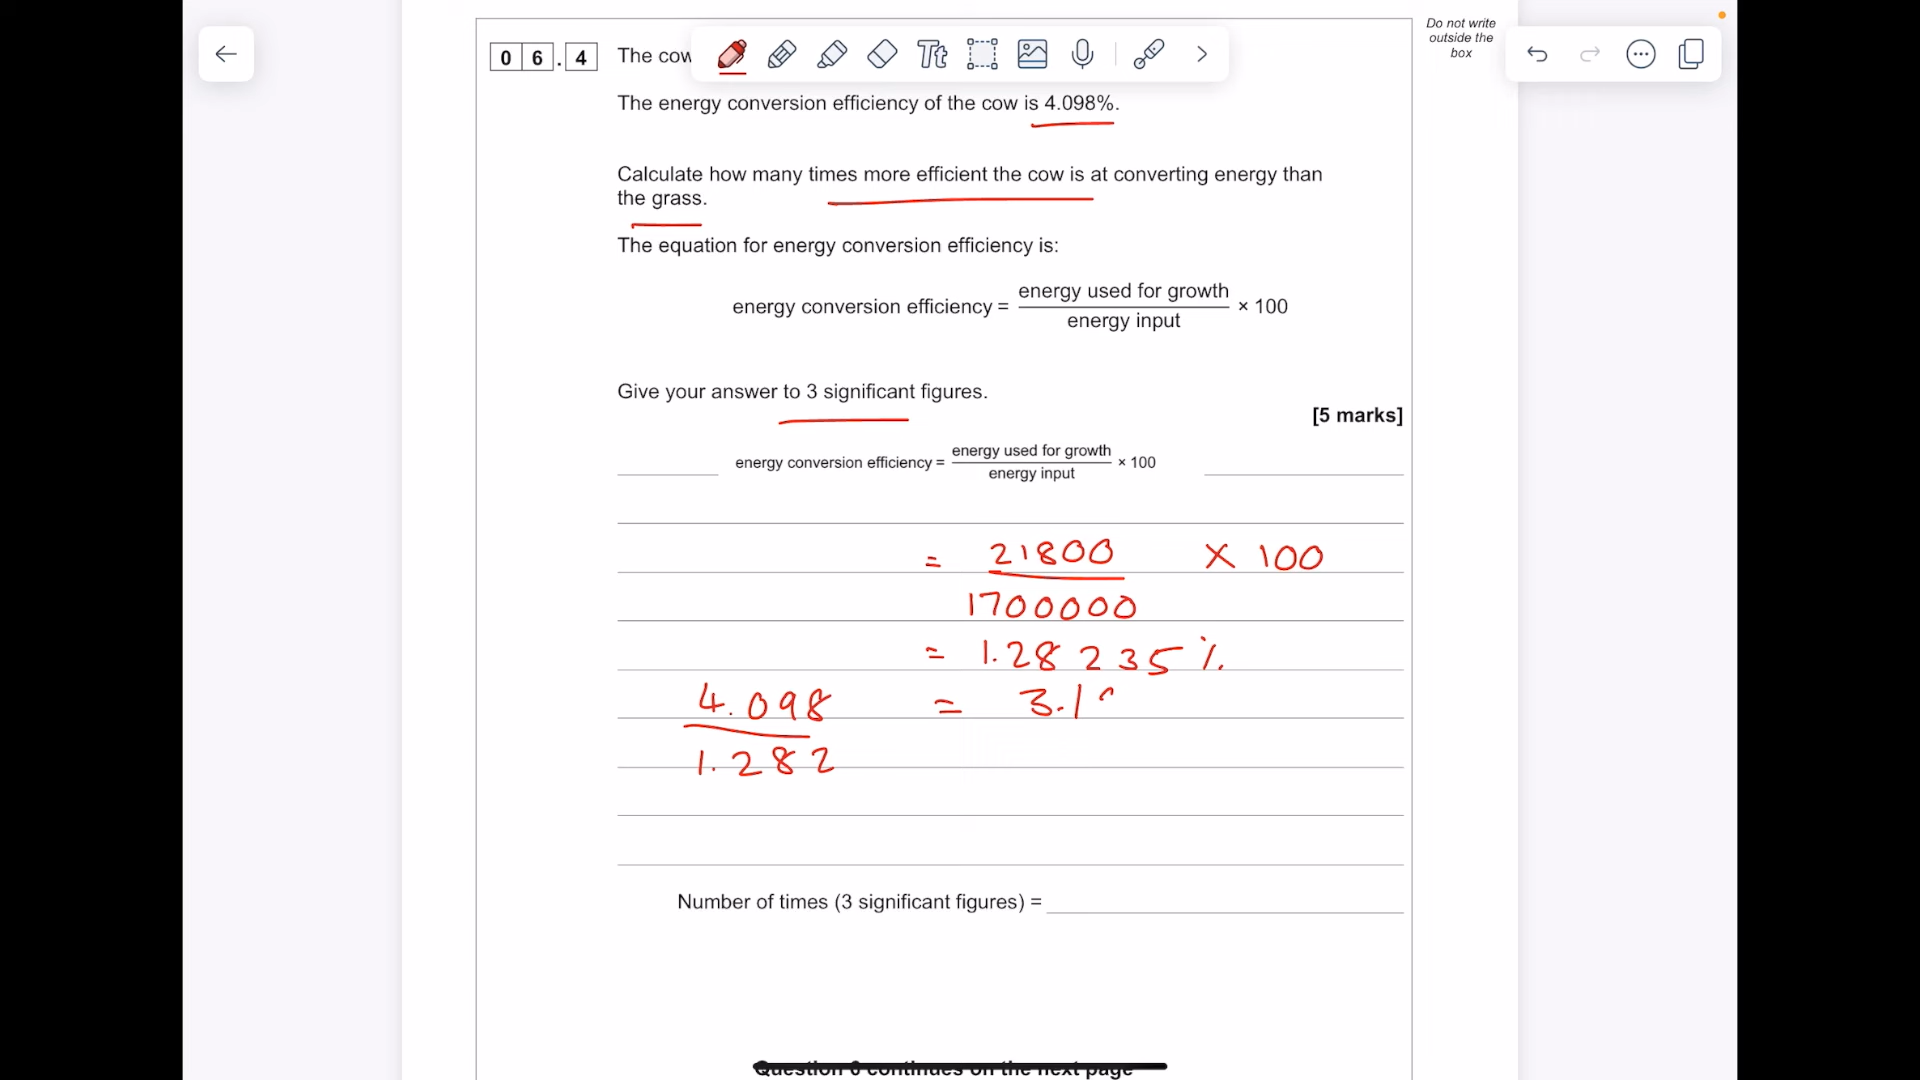 Do not write
outside the
box
0 6 . 4 The cow
Tt
The energy conversion efficiency of the cow is 4.098%.
Calculate how many times more efficient the cow is at converting energy than
the grass.
The equation for energy conversion efficiency is:
energy conversion efficiency = energy used for growth / energy input × 100
Give your answer to 3 significant figures.
[5 marks]
energy conversion efficiency = energy used for growth / energy input × 100
= 21800 × 100
1700000
= 1.28235%
4.098 = 3.1
1.282
Number of times (3 significant figures) =
Question 6 continues on the next page